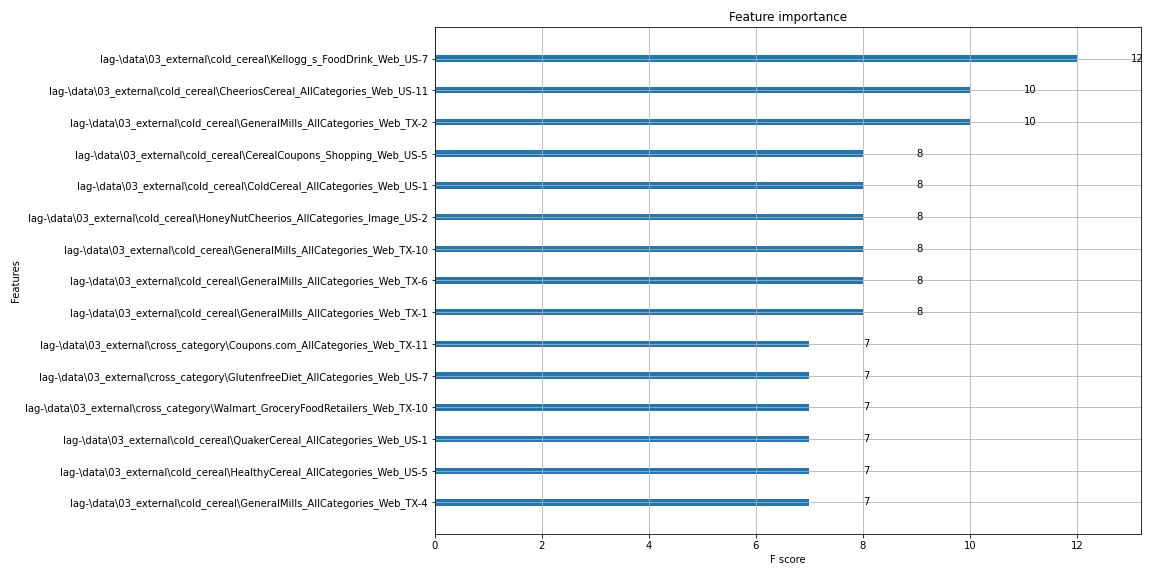 Feature importance
lag-\data\03_external\cold_cereal\Kellogg_s_FoodDrink_Web_US-7 12
lag-\data\03_external\cold_cereal\CheeriosCereal_AllCategories_Web_US-11 10
lag-\data\03_external\cold_cereal\GeneralMills_AllCategories_Web_TX-2 10
lag-\data\03_external\cold_cereal\CerealCoupons_Shopping_Web_US-5 8
lag-\data\03_external\cold_cereal\ColdCereal_AllCategories_Web_US-1 8
lag-\data\03_external\cold_cereal\HoneyNutCheerios_AllCategories_Image_US-2 8
lag-\data\03_external\cold_cereal\GeneralMills_AllCategories_Web_TX-10 8
lag-\data\03_external\cold_cereal\GeneralMills_AllCategories_Web_TX-6 8
lag-\data\03_external\cold_cereal\GeneralMills_AllCategories_Web_TX-1 8
lag-\data\03_external\cross_category\Coupons.com_AllCategories_Web_TX-11 7
lag-\data\03_external\cross_category\GlutenfreeDiet_AllCategories_Web_US-7 7
lag-\data\03_external\cross_category\Walmart_GroceryFoodRetailers_Web_TX-10 7
lag-\data\03_external\cold_cereal\QuakerCereal_AllCategories_Web_US-1 7
lag-\data\03_external\cold_cereal\HealthyCereal_AllCategories_Web_US-5 7
lag-\data\03_external\cold_cereal\GeneralMills_AllCategories_Web_TX-4 7
Features
0 2 4 6 8 10 12
F score